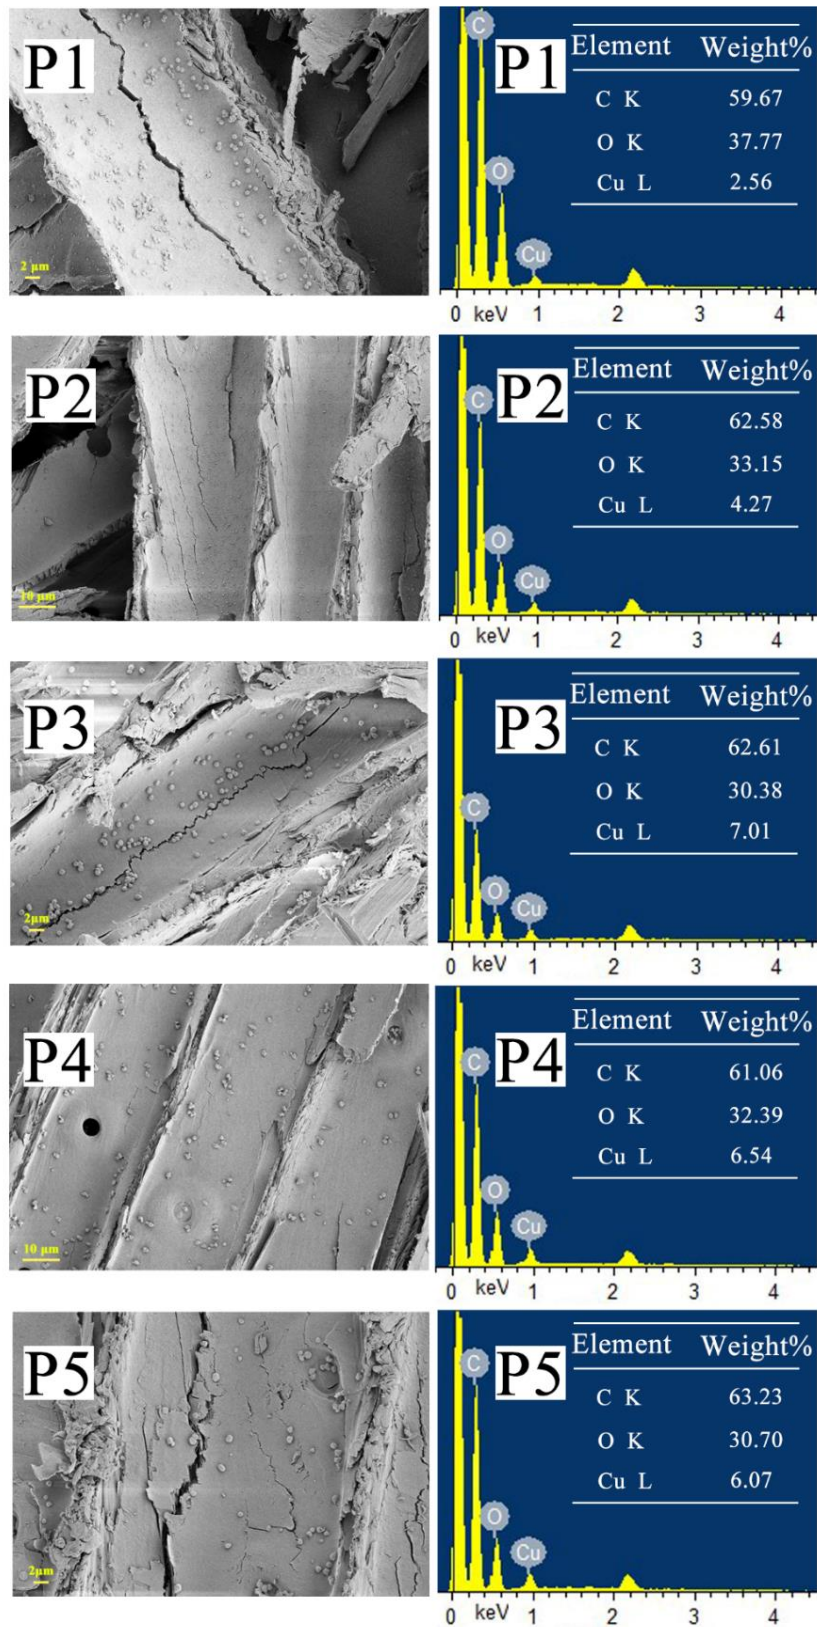 P1
2 μm
P1
Element Weight%
C K 59.67
O K 37.77
Cu L 2.56
C
O
Cu
0 keV 1 2 3 4
P2
10 μm
P2
Element Weight%
C K 62.58
O K 33.15
Cu L 4.27
C
O
Cu
0 keV 1 2 3 4
P3
2μm
P3
Element Weight%
C K 62.61
O K 30.38
Cu L 7.01
C
O
Cu
0 keV 1 2 3 4
P4
10 μm
P4
Element Weight%
C K 61.06
O K 32.39
Cu L 6.54
C
O
Cu
0 keV 1 2 3 4
P5
2μm
P5
Element Weight%
C K 63.23
O K 30.70
Cu L 6.07
C
O
Cu
0 keV 1 2 3 4